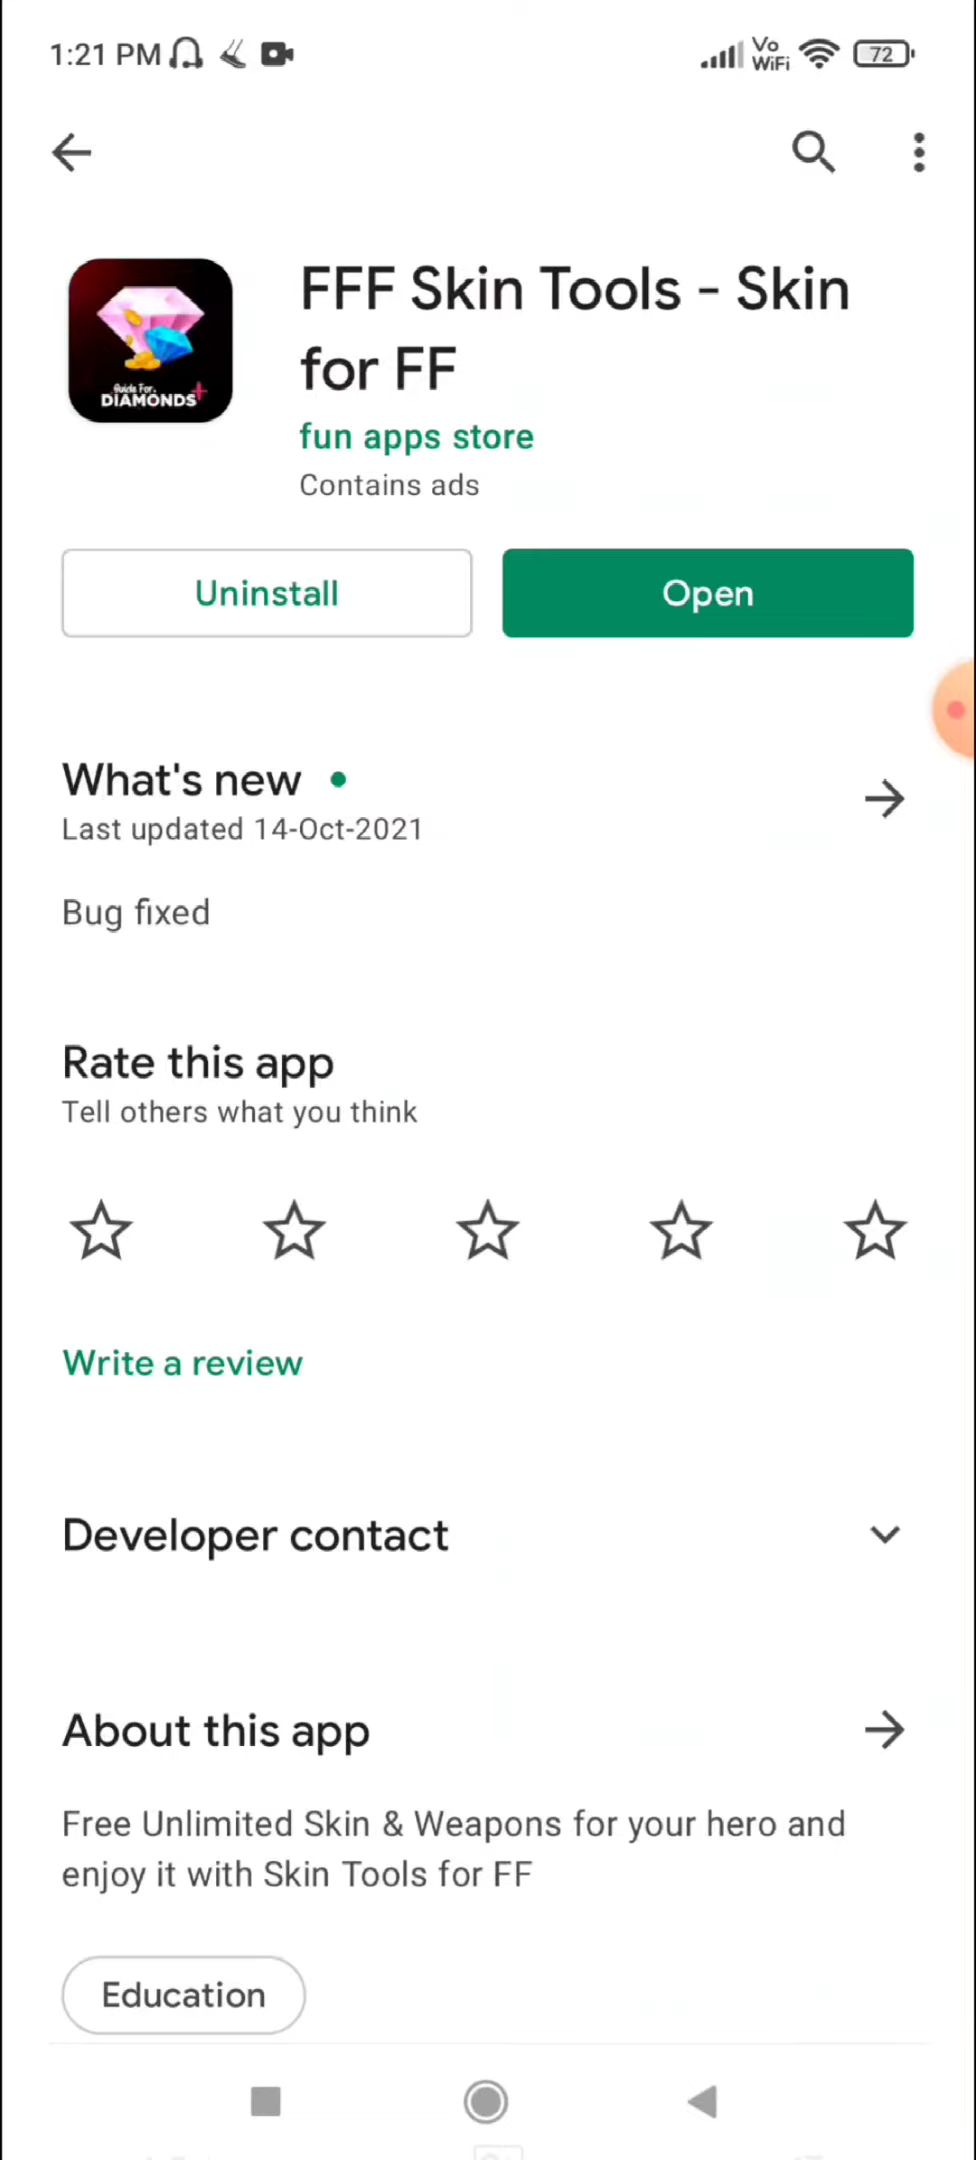 1:21 PM
Vo
WiFi
72
FFF Skin Tools - Skin
for FF
Guide For
DIAMONDS+
fun apps store
Contains ads
Uninstall
Open
What's new
Last updated 14-Oct-2021
Bug fixed
Rate this app
Tell others what you think
Write a review
Developer contact
About this app
Free Unlimited Skin & Weapons for your hero and
enjoy it with Skin Tools for FF
Education